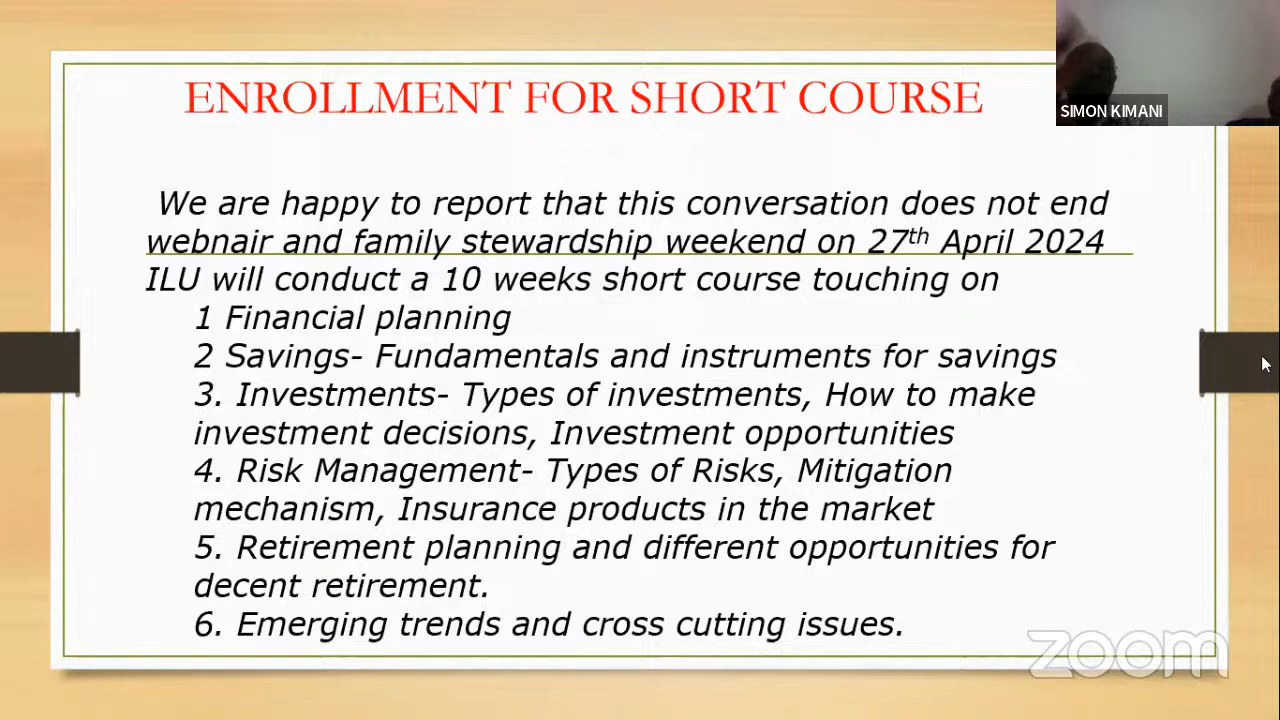 ENROLLMENT FOR SHORT COURSE
SIMON KIMANI
We are happy to report that this conversation does not end
webnair and family stewardship weekend on 27th April 2024
ILU will conduct a 10 weeks short course touching on
1 Financial planning
2 Savings- Fundamentals and instruments for savings
3. Investments- Types of investments, How to make
investment decisions, Investment opportunities
4. Risk Management- Types of Risks, Mitigation
mechanism, Insurance products in the market
5. Retirement planning and different opportunities for
decent retirement.
6. Emerging trends and cross cutting issues.
zoom